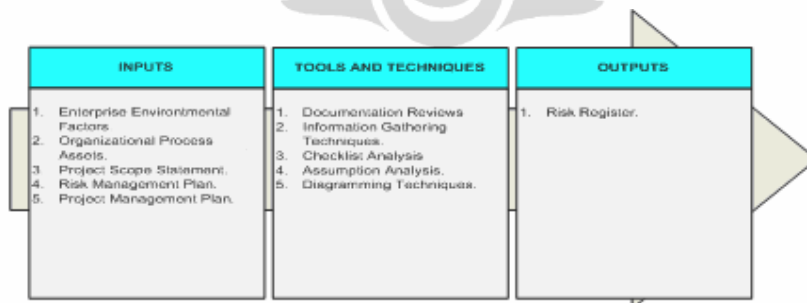 INPUTS
1. Enterprise Environtmental
Factors
2. Organizational Process
Assets.
3. Project Scope Statement.
4. Risk Management Plan.
5. Project Management Plan.
TOOLS AND TECHNIQUES
1. Documentation Reviews
2. Information Gathering
Techniques.
3. Checklist Analysis
4. Assumption Analysis.
5. Diagramming Techniques.
OUTPUTS
1. Risk Register.